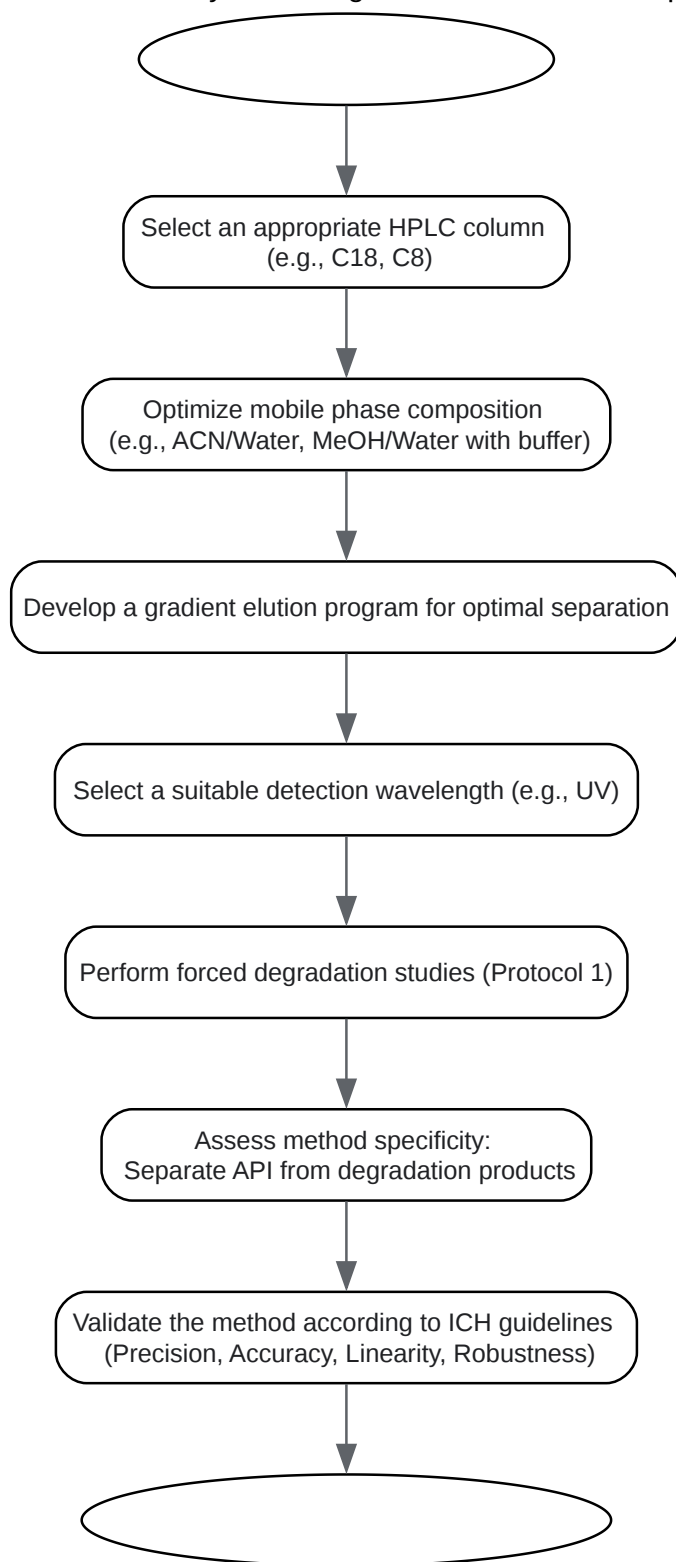 Select an appropriate HPLC column
(e.g., C18, C8)
Optimize mobile phase composition
(e.g., ACN/Water, MeOH/Water with buffer)
Develop a gradient elution program for optimal separation
Select a suitable detection wavelength (e.g., UV)
Perform forced degradation studies (Protocol 1)
Assess method specificity:
Separate API from degradation products
Validate the method according to ICH guidelines
(Precision, Accuracy, Linearity, Robustness)